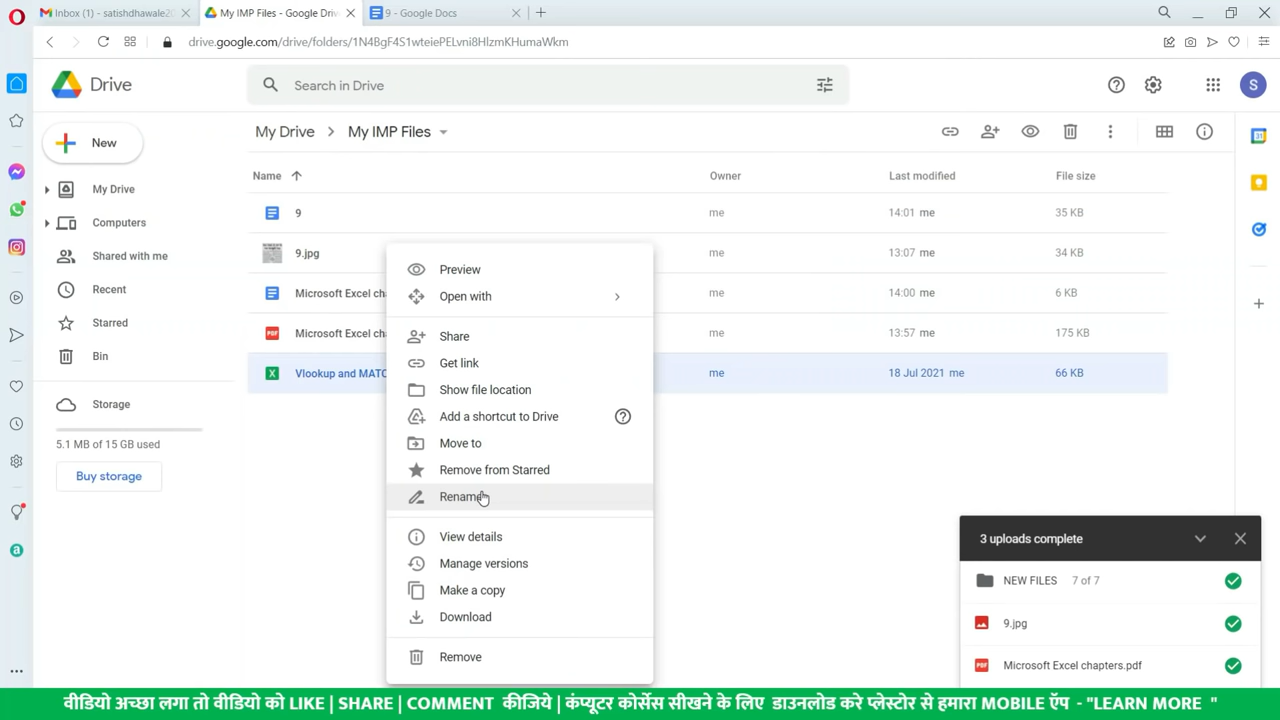 Inbox (1) - satishdhawale20
My IMP Files - Google Driv
9 - Google Docs
drive.google.com/drive/folders/1N4BgF4S1wteiePELvni8HlzmKHumaWkm
Drive
Search in Drive
S
New
My Drive
Computers
Shared with me
Recent
Starred
Bin
Storage
5.1 MB of 15 GB used
Buy storage
My Drive
My IMP Files
Name
Owner
Last modified
File size
9
me
14:01 me
35 KB
9.jpg
me
13:07 me
34 KB
Microsoft Excel cha
me
14:00 me
6 KB
Microsoft Excel cha
me
13:57 me
175 KB
Vlookup and MATC
me
18 Jul 2021 me
66 KB
Preview
Open with
Share
Get link
Show file location
Add a shortcut to Drive
Move to
Remove from Starred
Rename
View details
Manage versions
Make a copy
Download
Remove
3 uploads complete
NEW FILES 7 of 7
9.jpg
Microsoft Excel chapters.pdf
वीडियो अच्छा लगा तो वीडियो को LIKE | SHARE | COMMENT कीजिये | कंप्यूटर कोर्सेस सीखने के लिए डाउनलोड करे प्लेस्टोर से हमारा MOBILE ऍप - "LEARN MORE "